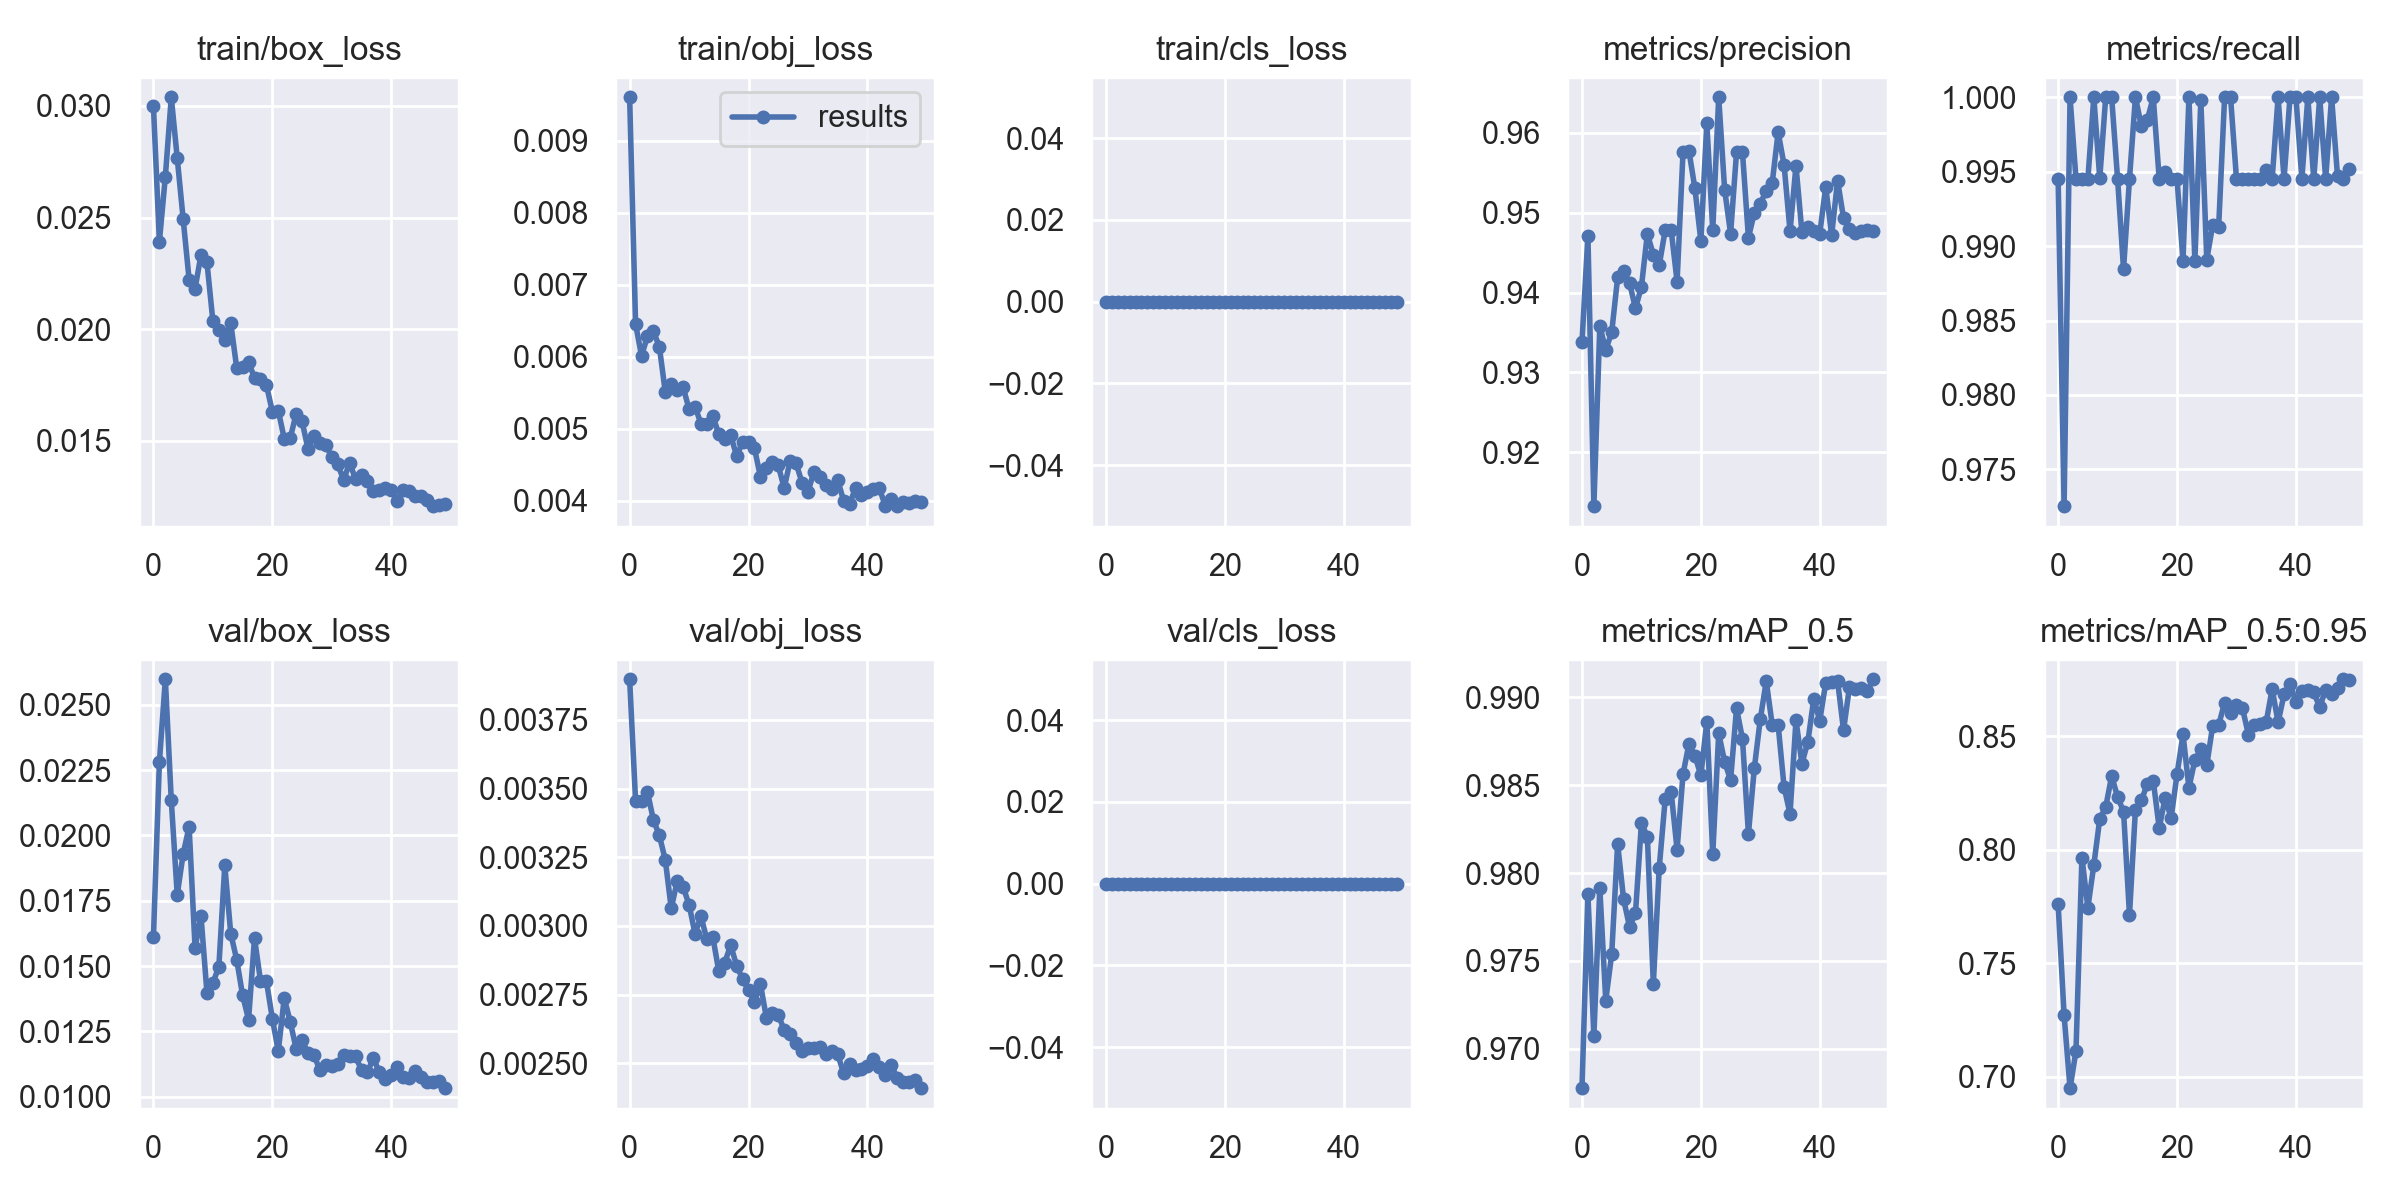 train/box_loss
0.030
0.025
0.020
0.015
0 20 40
train/obj_loss
results
0.009
0.008
0.007
0.006
0.005
0.004
0 20 40
train/cls_loss
0.04
0.02
0.00
−0.02
−0.04
0 20 40
metrics/precision
0.96
0.95
0.94
0.93
0.92
0 20 40
metrics/recall
1.000
0.995
0.990
0.985
0.980
0.975
0 20 40
val/box_loss
0.0250
0.0225
0.0200
0.0175
0.0150
0.0125
0.0100
0 20 40
val/obj_loss
0.00375
0.00350
0.00325
0.00300
0.00275
0.00250
0 20 40
val/cls_loss
0.04
0.02
0.00
−0.02
−0.04
0 20 40
metrics/mAP_0.5
0.990
0.985
0.980
0.975
0.970
0 20 40
metrics/mAP_0.5:0.95
0.85
0.80
0.75
0.70
0 20 40